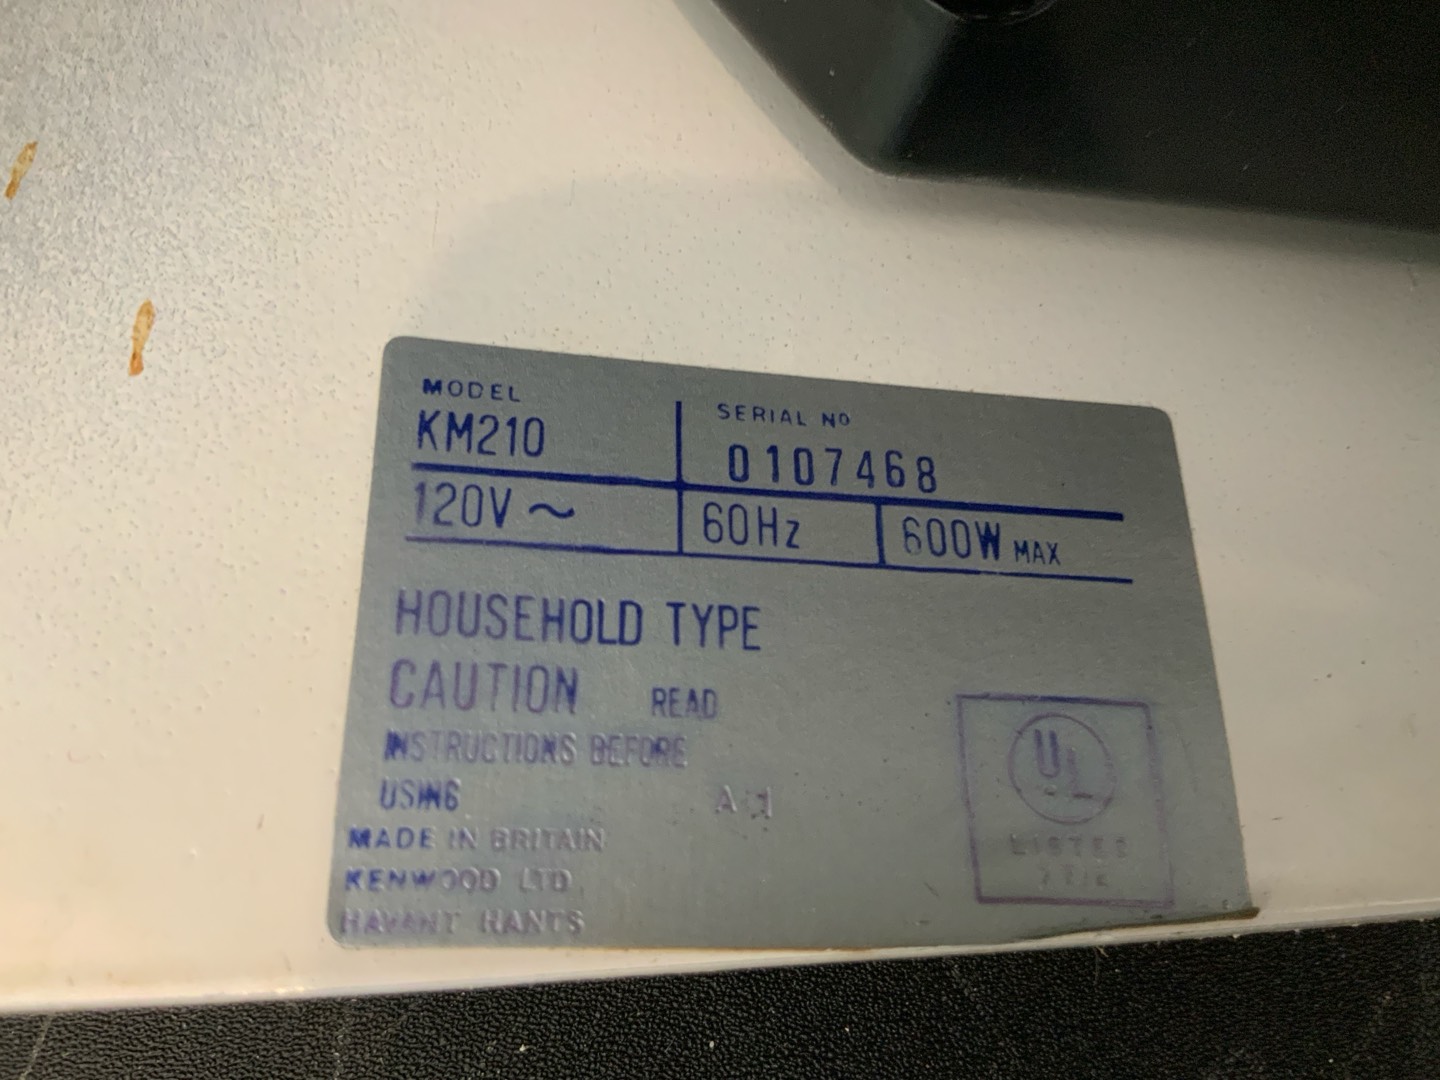 MODEL
KM210
SERIAL NO
0107468
120V ~
60Hz
600W MAX
HOUSEHOLD TYPE
CAUTION READ
INSTRUCTIONS BEFORE
USING
MADE IN BRITAIN
KENWOOD LTD
HAVANT HANTS
UL
LISTED